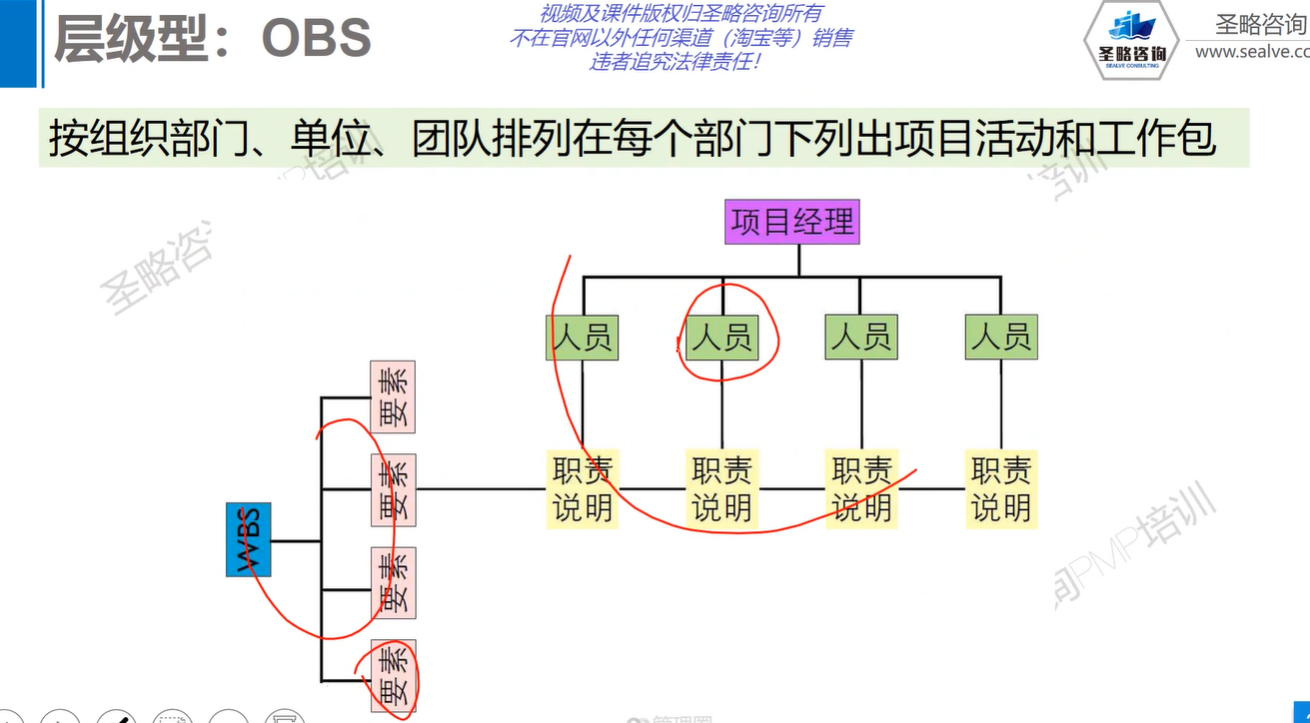 层级型：OBS
视频及课件版权归圣略咨询所有
不在官网以外任何渠道（淘宝等）销售
违者追究法律责任！
圣略咨询
SEALVE CONSULTING
圣略咨询
www.sealve.co
按组织部门、单位、团队排列在每个部门下列出项目活动和工作包
PMP培训
培训
圣略咨
项目经理
人员 人员 人员 人员
要素
要素
要素
要素
WBS
职责说明 职责说明 职责说明 职责说明
询PMP培训
管理圈